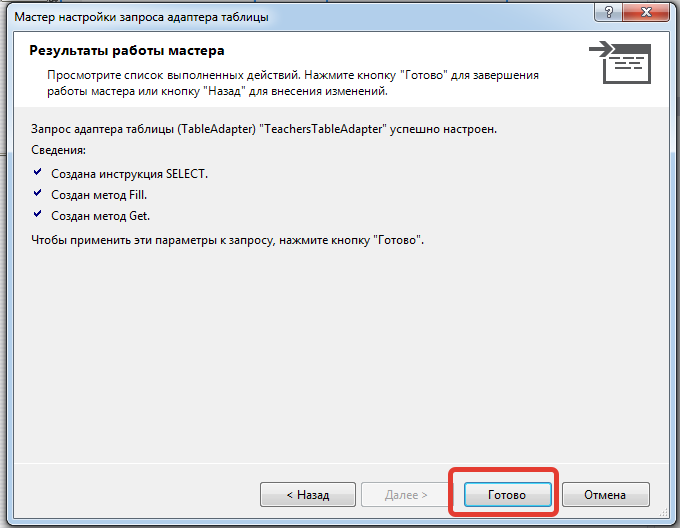 Мастер настройки запроса адаптера таблицы
Результаты работы мастера
Просмотрите список выполненных действий. Нажмите кнопку "Готово" для завершения
работы мастера или кнопку "Назад" для внесения изменений.
Запрос адаптера таблицы (TableAdapter) "TeachersTableAdapter" успешно настроен.
Сведения:
Создана инструкция SELECT.
Создан метод Fill.
Создан метод Get.
Чтобы применить эти параметры к запросу, нажмите кнопку "Готово".
< Назад
Далее >
Готово
Отмена